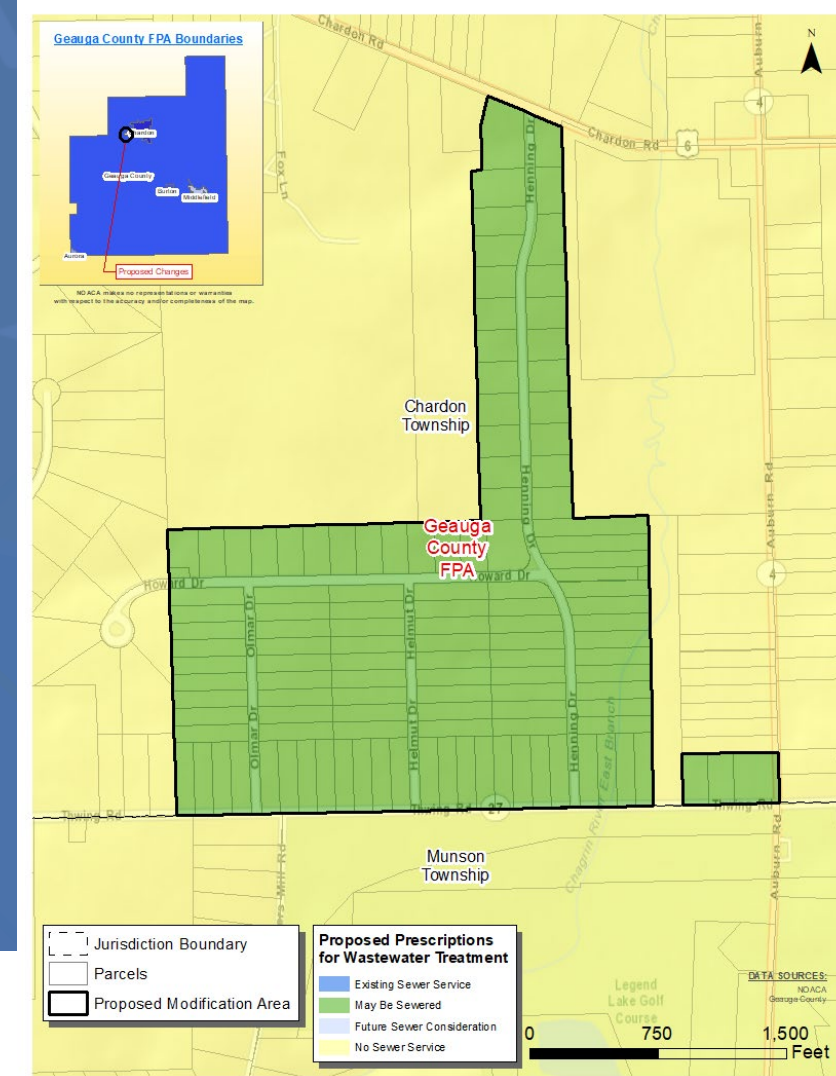 Geauga County FPA Boundaries
Chardon
Geauga County
Burton
Middlefield
Aurora
Proposed Changes
NOACA makes no representations or warranties
with respect to the accuracy and/or completeness of the map.
Chardon Rd
N
Auburn
4
Chardon Rd
6
Fox Ln
Henning Dr
Chardon
Township
Henning Dr
Auburn Rd
4
Geauga
County
FPA
Howard Dr
Howard Dr
Olmar Dr
Helmut Dr
Olmar Dr
Helmut Dr
Henning Dr
Chagrin River East Branch
Thwing Rd
Thwing Rd
27
Thwing Rd
Munson
Township
Mill Rd
Auburn Rd
Jurisdiction Boundary
Parcels
Proposed Modification Area
Proposed Prescriptions
for Wastewater Treatment
Existing Sewer Service
May Be Sewered
Future Sewer Consideration
No Sewer Service
Legend
Lake Golf
Course
DATA SOURCES:
NOACA
Geauga County
0 750 1,500
Feet